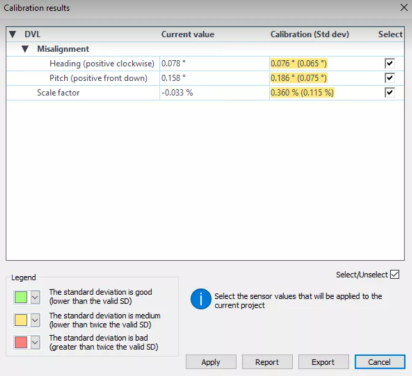 Calibration results
DVL Current value Calibration (Std dev) Select
Misalignment
Heading (positive clockwise) 0.078 ° 0.076 ° (0.065 °)
Pitch (positive front down) 0.158 ° 0.186 ° (0.075 °)
Scale factor -0.033 % 0.360 % (0.115 %)
Select/Unselect
Legend
The standard deviation is good
(lower than the valid SD)
The standard deviation is medium
(lower than twice the valid SD)
The standard deviation is bad
(greater than twice the valid SD)
Select the sensor values that will be applied to the
current project
Apply Report Export Cancel